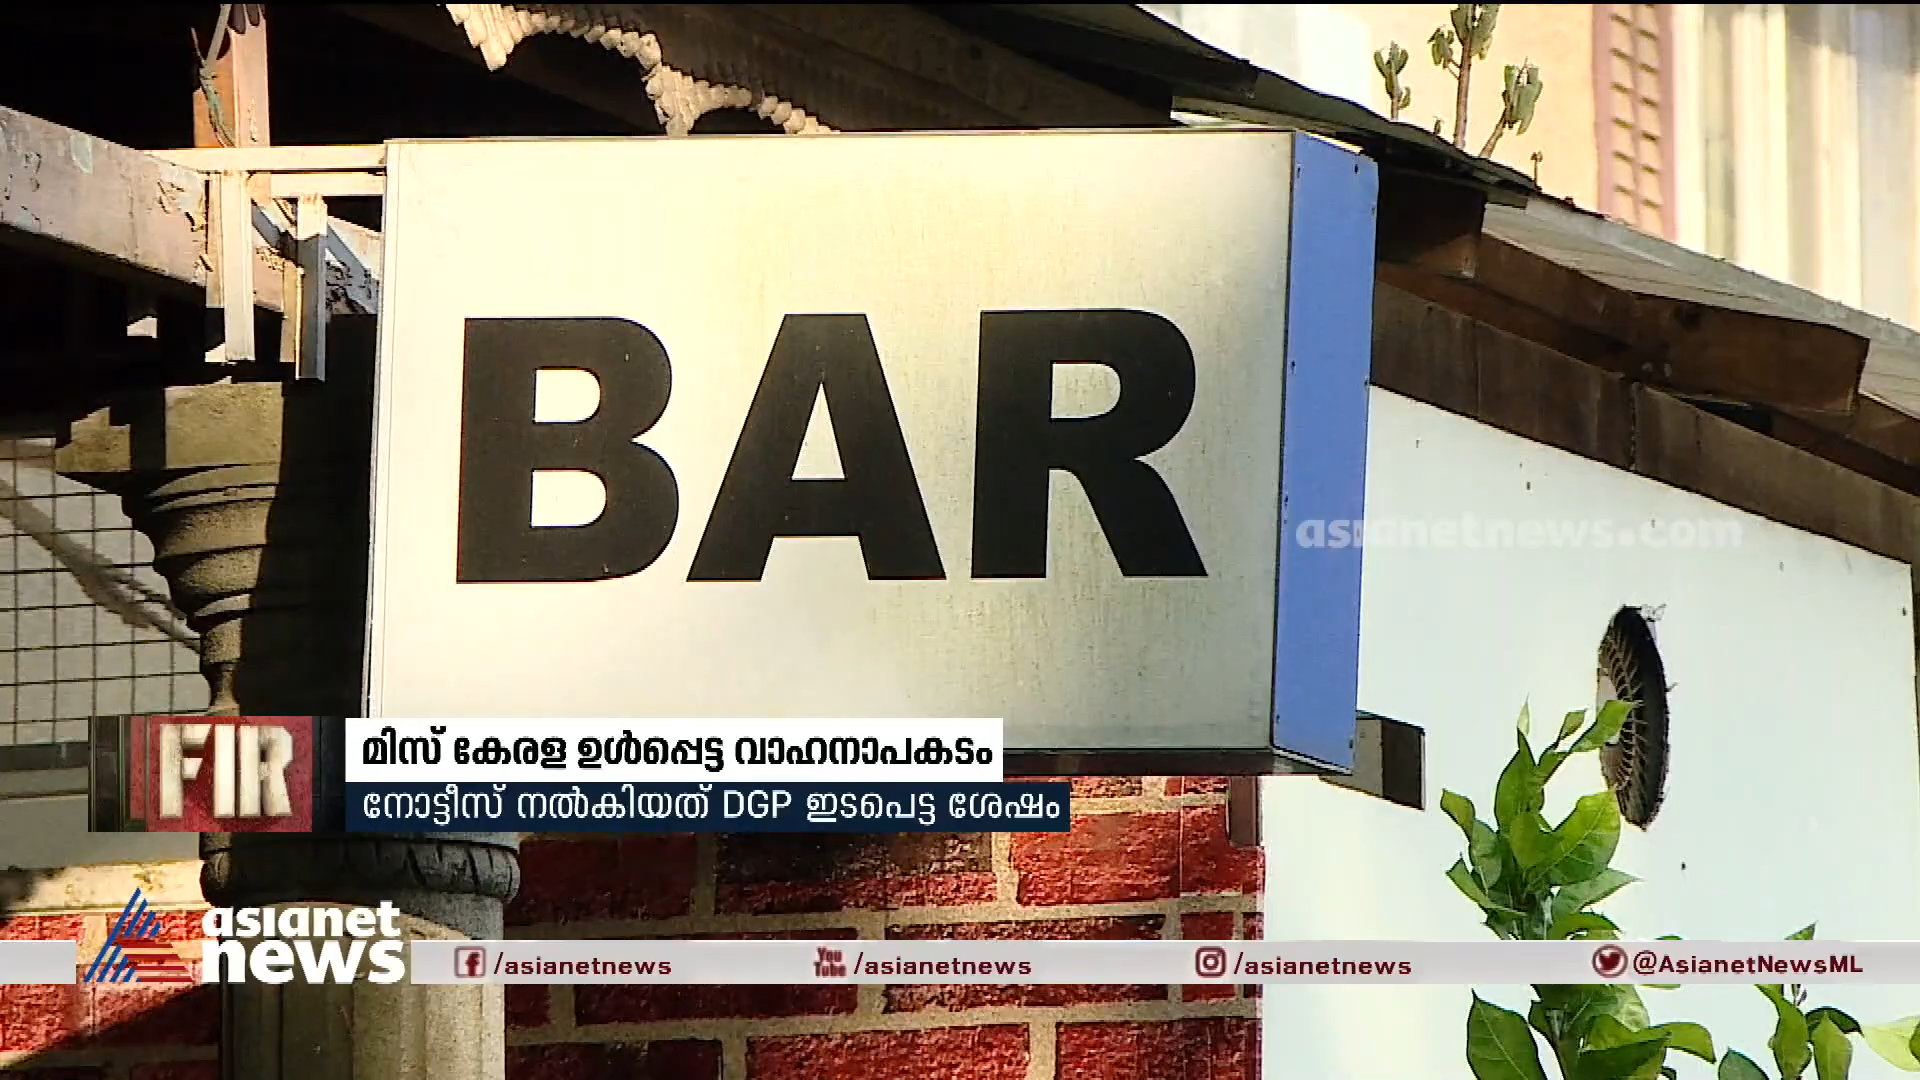 BAR
asianetnews.com
FIR
മിസ് കേരള ഉൾപ്പെട്ട വാഹനാപകടം
നോട്ടീസ് നൽകിയത് DGP ഇടപെട്ട ശേഷം
asianet
news
/asianetnews
You
Tube
/asianetnews
/asianetnews
@AsianetNewsML